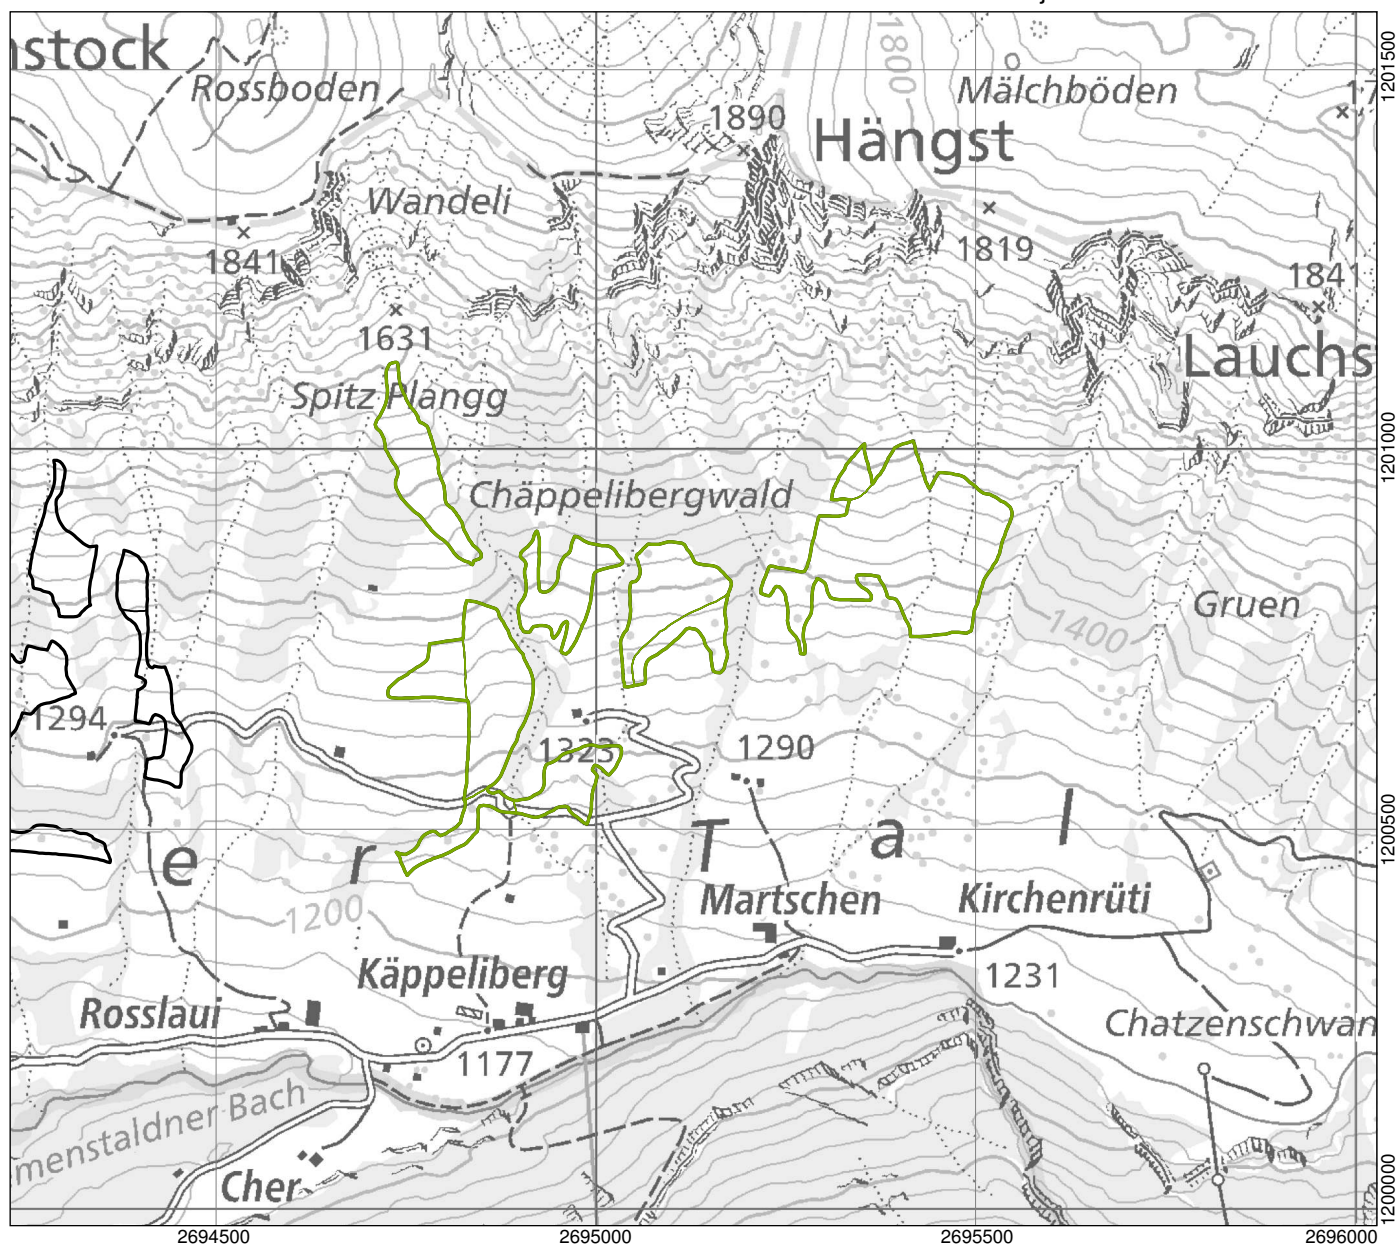 nstock
Rossboden
1800
Mälchböden
1890
Hängst
Wandeli
1841
1819
1841
1631
Lauchs
Spitz Plangg
Chäppelibergwald
Gruen
1400
1294
1323
1290
e r T a l
1200
Martschen
Kirchenrüti
Käppeliberg
1231
Rosslaui
Chatzenschwan
1177
menstaldner Bach
Cher
1201500
1201000
1200500
1200000
2694500
2695000
2695500
2696000